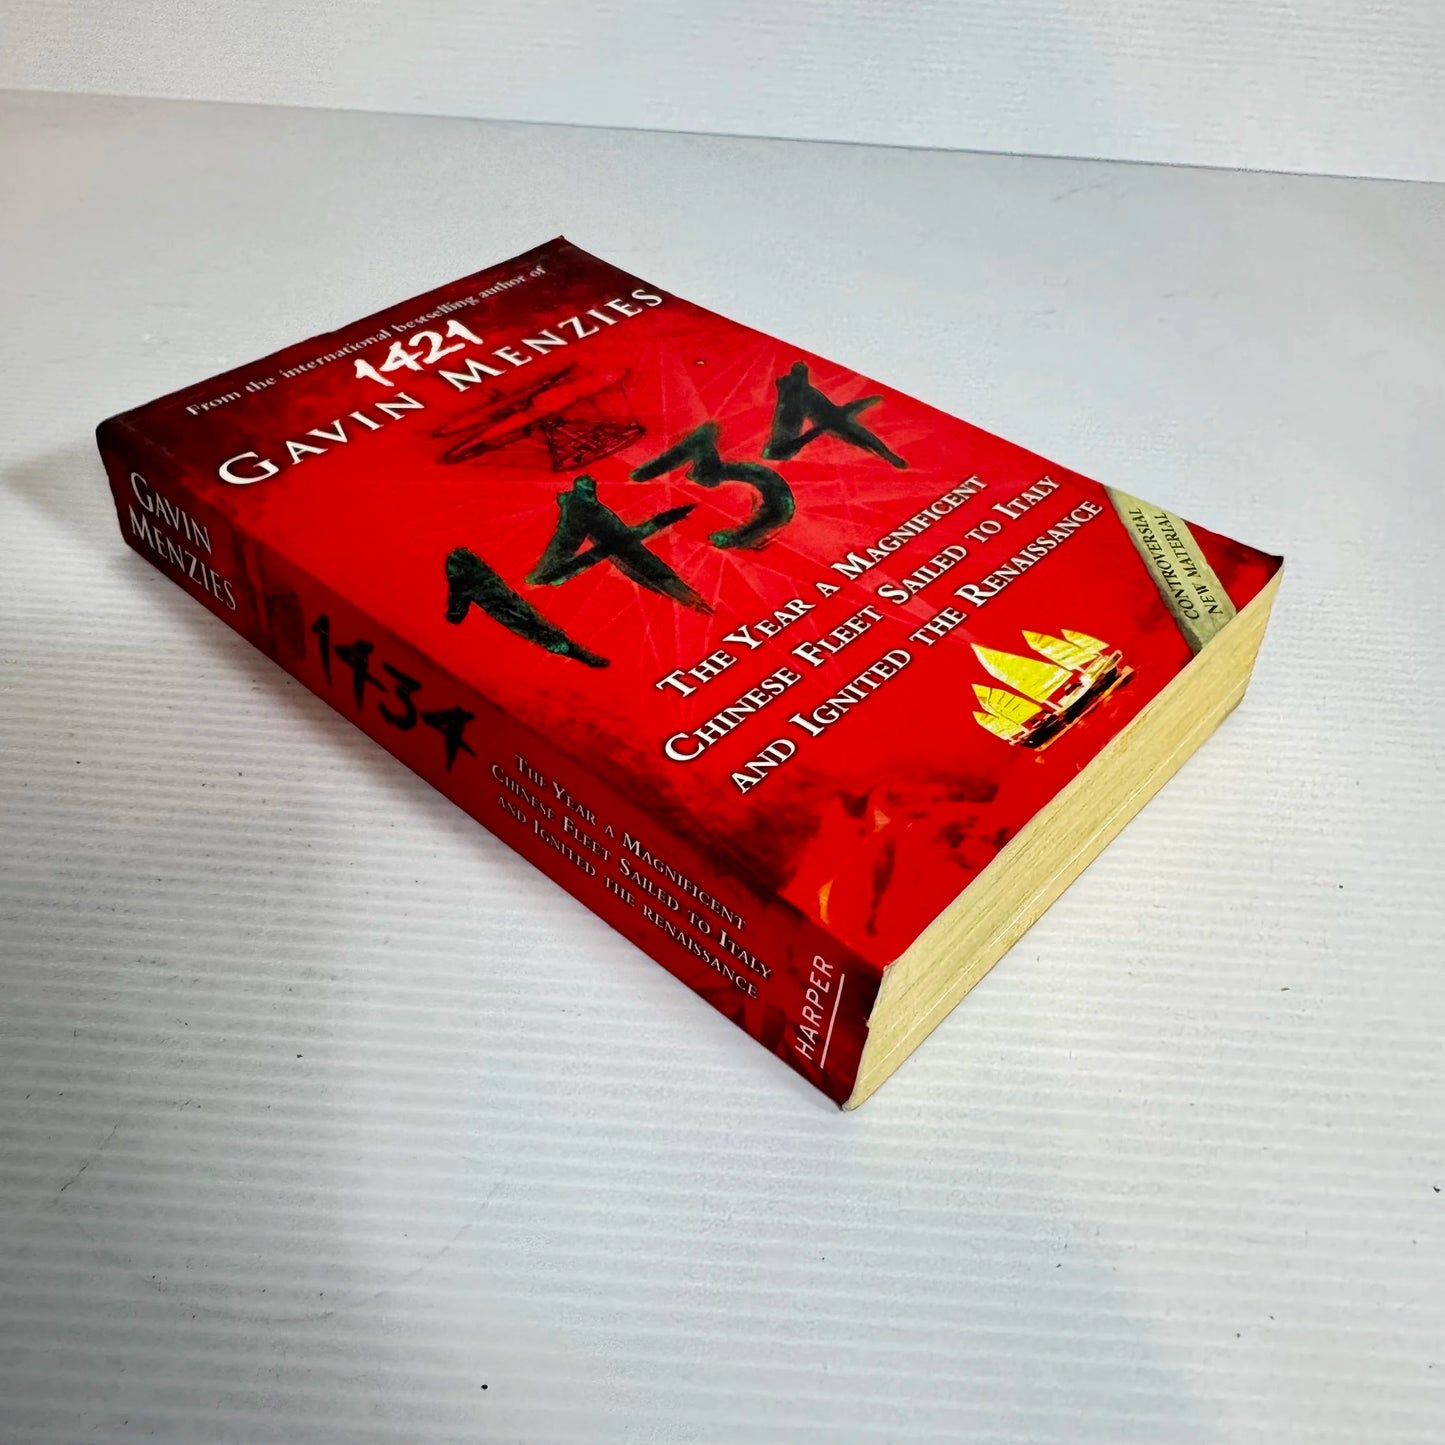 From the international bestselling author of
1421
GAVIN MENZIES
1434
THE YEAR A MAGNIFICENT
CHINESE FLEET SAILED TO ITALY
AND IGNITED THE RENAISSANCE
CONTROVERSIAL
NEW MATERIAL
GAVIN
MENZIES
1434
THE YEAR A MAGNIFICENT
CHINESE FLEET SAILED TO ITALY
AND IGNITED THE RENAISSANCE
HARPER